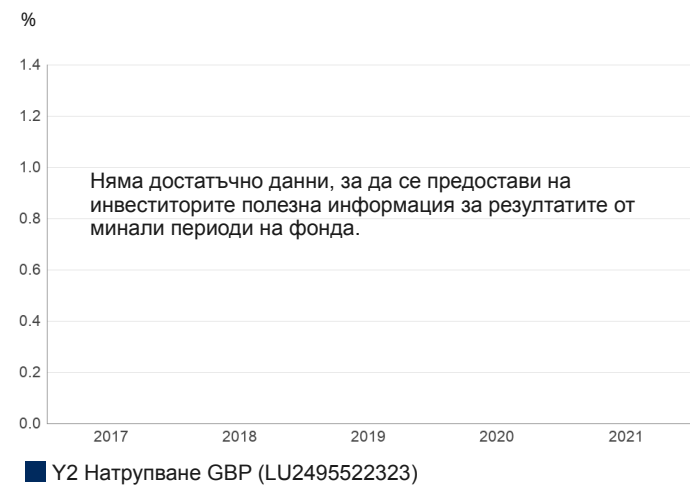 %
1.4
1.2
1.0
Няма достатъчно данни, за да се предостави на
инвеститорите полезна информация за резултатите от
минали периоди на фонда.
0.8
0.6
0.4
0.2
0.0
2017 2018 2019 2020 2021
Y2 Натрупване GBP (LU2495522323)